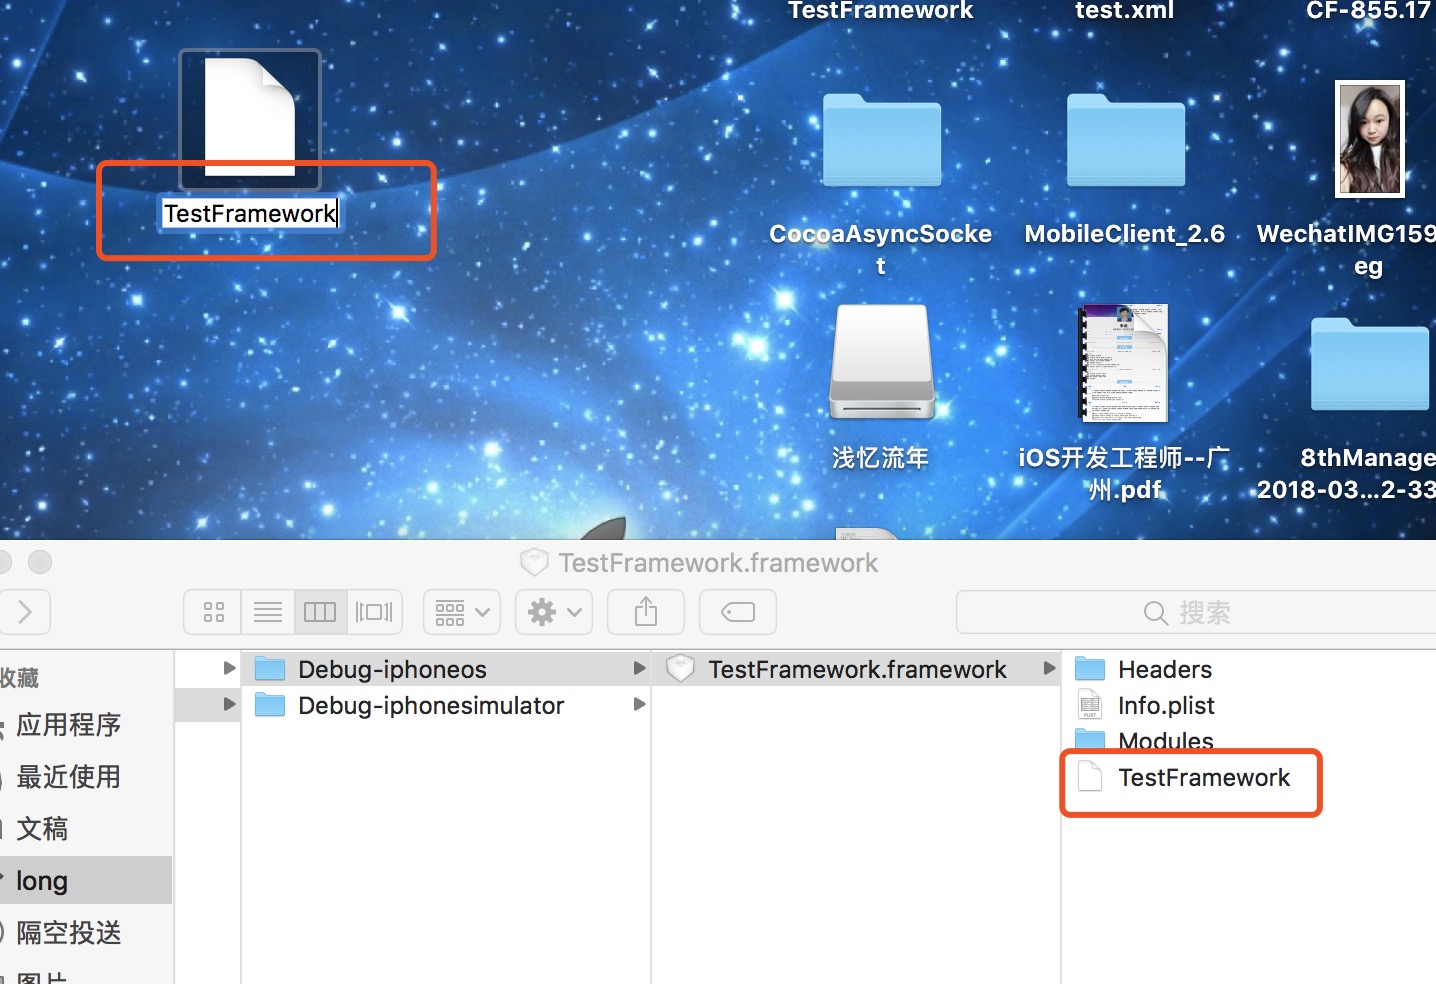 TestFramework
test.xml
CF-855.17
TestFramework
CocoaAsyncSocke
t
MobileClient_2.6
WechatIMG159
eg
浅忆流年
iOS开发工程师--广
州.pdf
8thManage
2018-03...2-33
TestFramework.framework
搜索
收藏
应用程序
最近使用
文稿
long
隔空投送
图片
Debug-iphoneos
Debug-iphonesimulator
TestFramework.framework
Headers
Info.plist
Modules
TestFramework